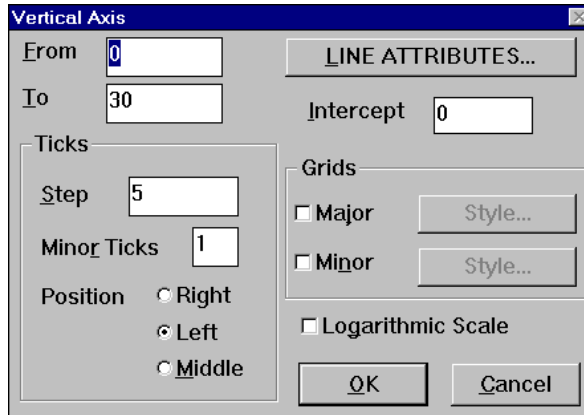 Vertical Axis
From 0
To 30
LINE ATTRIBUTES...
Intercept 0
Ticks
Step 5
Minor Ticks 1
Position Right
Left
Middle
Grids
Major Style...
Minor Style...
Logarithmic Scale
OK Cancel